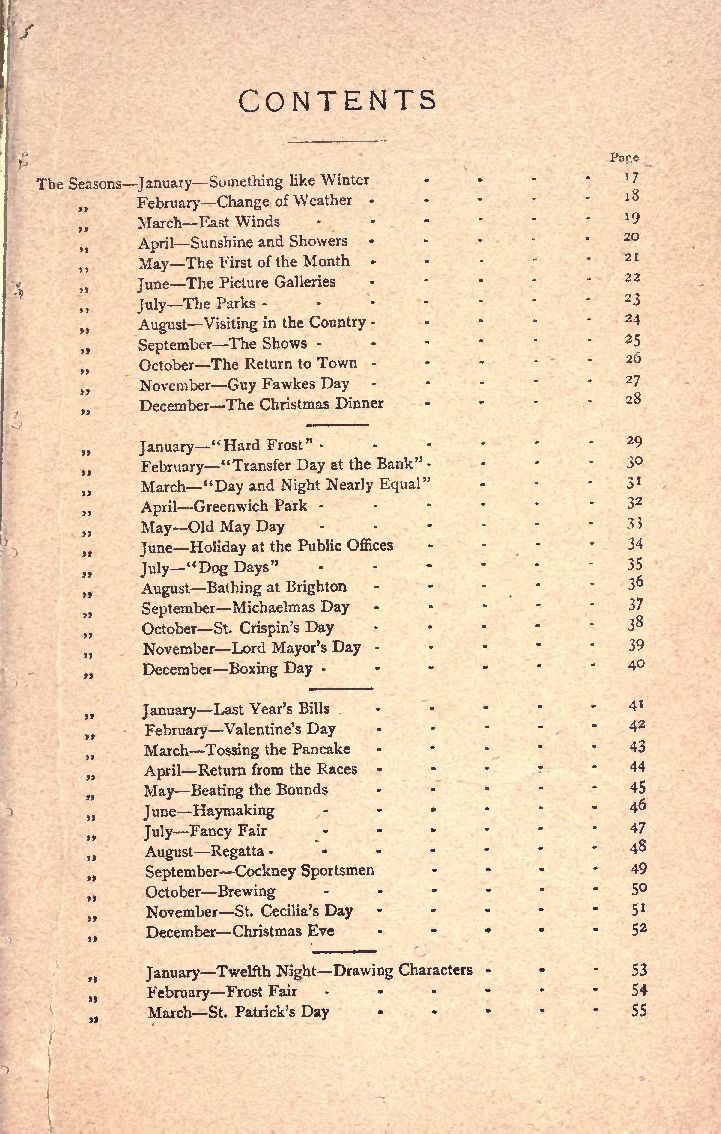 CONTENTS
Page
The Seasons—January—Something like Winter - - - - 17
„ February—Change of Weather - - - - - 18
„ March—East Winds - - - - - - 19
„ April—Sunshine and Showers - - - - - 20
„ May—The First of the Month - - - - - 21
„ June—The Picture Galleries - - - - - 22
„ July—The Parks - - - - - - - 23
„ August—Visiting in the Country - - - - - 24
„ September—The Shows - - - - - - 25
„ October—The Return to Town - - - - - 26
„ November—Guy Fawkes Day - - - - - 27
„ December—The Christmas Dinner - - - - 28
„ January—“Hard Frost” - - - - - - 29
„ February—“Transfer Day at the Bank” - - - - 30
„ March—“Day and Night Nearly Equal” - - - 31
„ April—Greenwich Park - - - - - - 32
„ May—Old May Day - - - - - - 33
„ June—Holiday at the Public Offices - - - - 34
„ July—“Dog Days” - - - - - - 35
„ August—Bathing at Brighton - - - - - 36
„ September—Michaelmas Day - - - - - 37
„ October—St. Crispin’s Day - - - - - 38
„ November—Lord Mayor’s Day - - - - - 39
„ December—Boxing Day - - - - - - 40
„ January—Last Year’s Bills - - - - - 41
„ February—Valentine’s Day - - - - - 42
„ March—Tossing the Pancake - - - - - 43
„ April—Return from the Races - - - - - 44
„ May—Beating the Bounds - - - - - 45
„ June—Haymaking - - - - - - 46
„ July—Fancy Fair - - - - - - 47
„ August—Regatta - - - - - - - 48
„ September—Cockney Sportsmen - - - - 49
„ October—Brewing - - - - - - 50
„ November—St. Cecilia’s Day - - - - - 51
„ December—Christmas Eve - - - - - 52
„ January—Twelfth Night—Drawing Characters - - - 53
„ February—Frost Fair - - - - - - 54
„ March—St. Patrick’s Day - - - - - 55